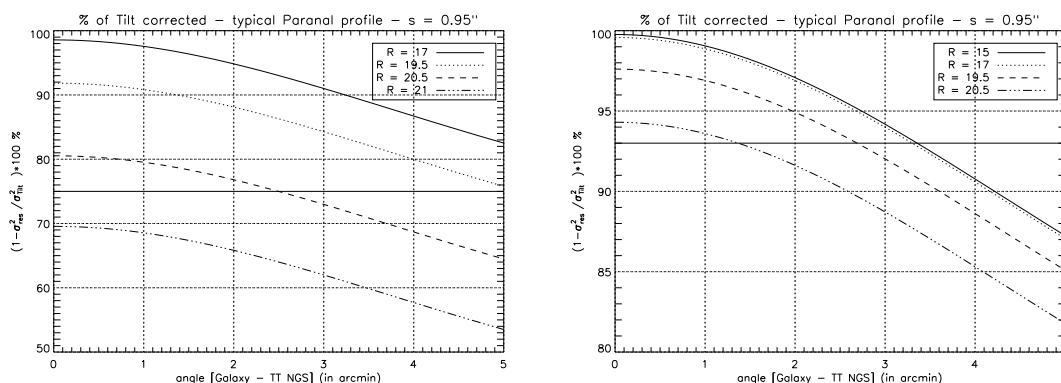 % of Tilt corrected - typical Paranal profile - s = 0.95"
100
90
80
70
60
50
(1-σ²res/σ²Tilt)*100 %
R = 17
R = 19.5
R = 20.5
R = 21
0 1 2 3 4 5
angle [Galaxy - TT NGS] (in arcmin)
% of Tilt corrected - typical Paranal profile - s = 0.95"
100
95
90
85
80
(1-σ²res/σ²Tilt)*100 %
R = 15
R = 17
R = 19.5
R = 20.5
0 1 2 3 4
angle [Galaxy - TT NGS] (in arcmin)